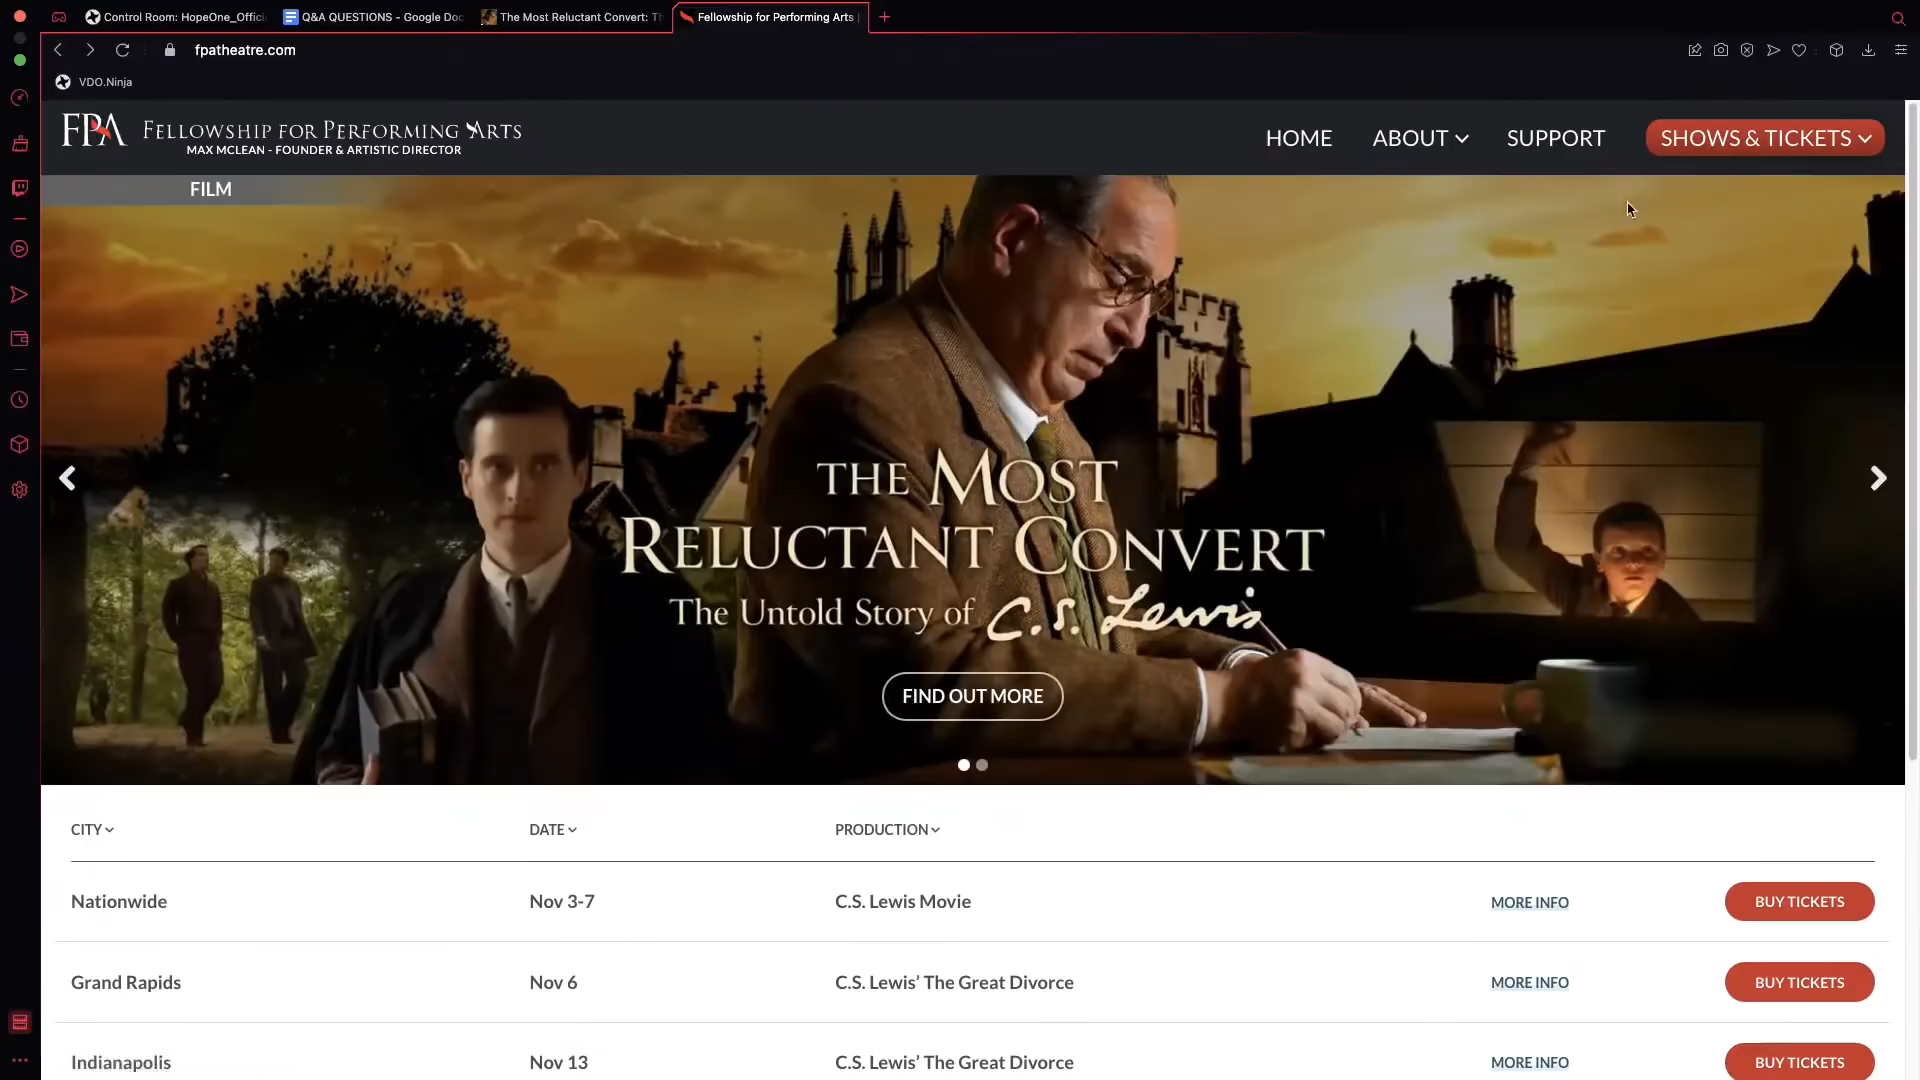 Control Room: HopeOne_Offici
Q&A QUESTIONS - Google Doc
The Most Reluctant Convert: Th
Fellowship for Performing Arts |
fpatheatre.com
VDO.Ninja
FPA
FELLOWSHIP FOR PERFORMING ARTS
MAX MCLEAN - FOUNDER & ARTISTIC DIRECTOR
HOME
ABOUT
SUPPORT
SHOWS & TICKETS
FILM
THE MOST
RELUCTANT CONVERT
The Untold Story of C.S. Lewis
FIND OUT MORE
CITY DATE PRODUCTION
Nationwide Nov 3-7 C.S. Lewis Movie MORE INFO BUY TICKETS
Grand Rapids Nov 6 C.S. Lewis’ The Great Divorce MORE INFO BUY TICKETS
Indianapolis Nov 13 C.S. Lewis’ The Great Divorce MORE INFO BUY TICKETS